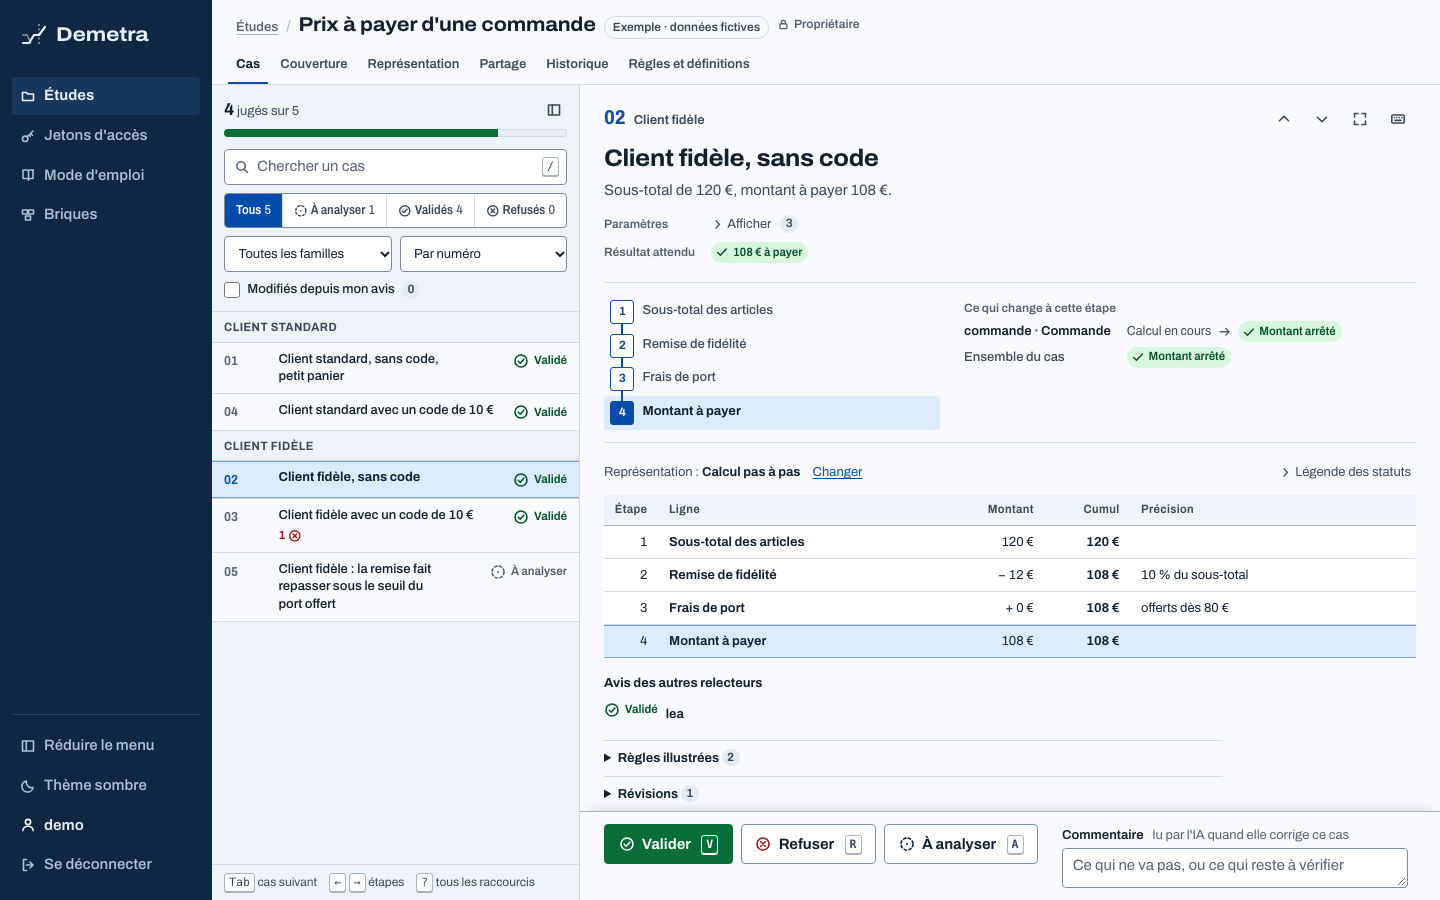 Demetra
Études
Jetons d'accès
Mode d'emploi
Briques
Réduire le menu
Thème sombre
demo
Se déconnecter
Études / Prix à payer d'une commande Exemple · données fictives Propriétaire
Cas Couverture Représentation Partage Historique Règles et définitions
4 jugés sur 5
Chercher un cas /
Tous 5 À analyser 1 Validés 4 Refusés 0
Toutes les familles Par numéro
Modifiés depuis mon avis 0
CLIENT STANDARD
01 Client standard, sans code, Validé
petit panier
04 Client standard avec un code de 10 € Validé
CLIENT FIDÈLE
02 Client fidèle, sans code Validé
03 Client fidèle avec un code de 10 € Validé
1
05 Client fidèle : la remise fait À analyser
repasser sous le seuil du
port offert
Tab cas suivant ← → étapes ? tous les raccourcis
02 Client fidèle
Client fidèle, sans code
Sous-total de 120 €, montant à payer 108 €.
Paramètres Afficher 3
Résultat attendu 108 € à payer
1 Sous-total des articles
2 Remise de fidélité
3 Frais de port
4 Montant à payer
Ce qui change à cette étape
commande · Commande Calcul en cours → Montant arrêté
Ensemble du cas Montant arrêté
Représentation : Calcul pas à pas Changer Légende des statuts
Étape Ligne Montant Cumul Précision
1 Sous-total des articles 120 € 120 €
2 Remise de fidélité − 12 € 108 € 10 % du sous-total
3 Frais de port + 0 € 108 € offerts dès 80 €
4 Montant à payer 108 € 108 €
Avis des autres relecteurs
Validé lea
Règles illustrées 2
Révisions 1
Valider V Refuser R À analyser A
Commentaire lu par l'IA quand elle corrige ce cas
Ce qui ne va pas, ou ce qui reste à vérifier